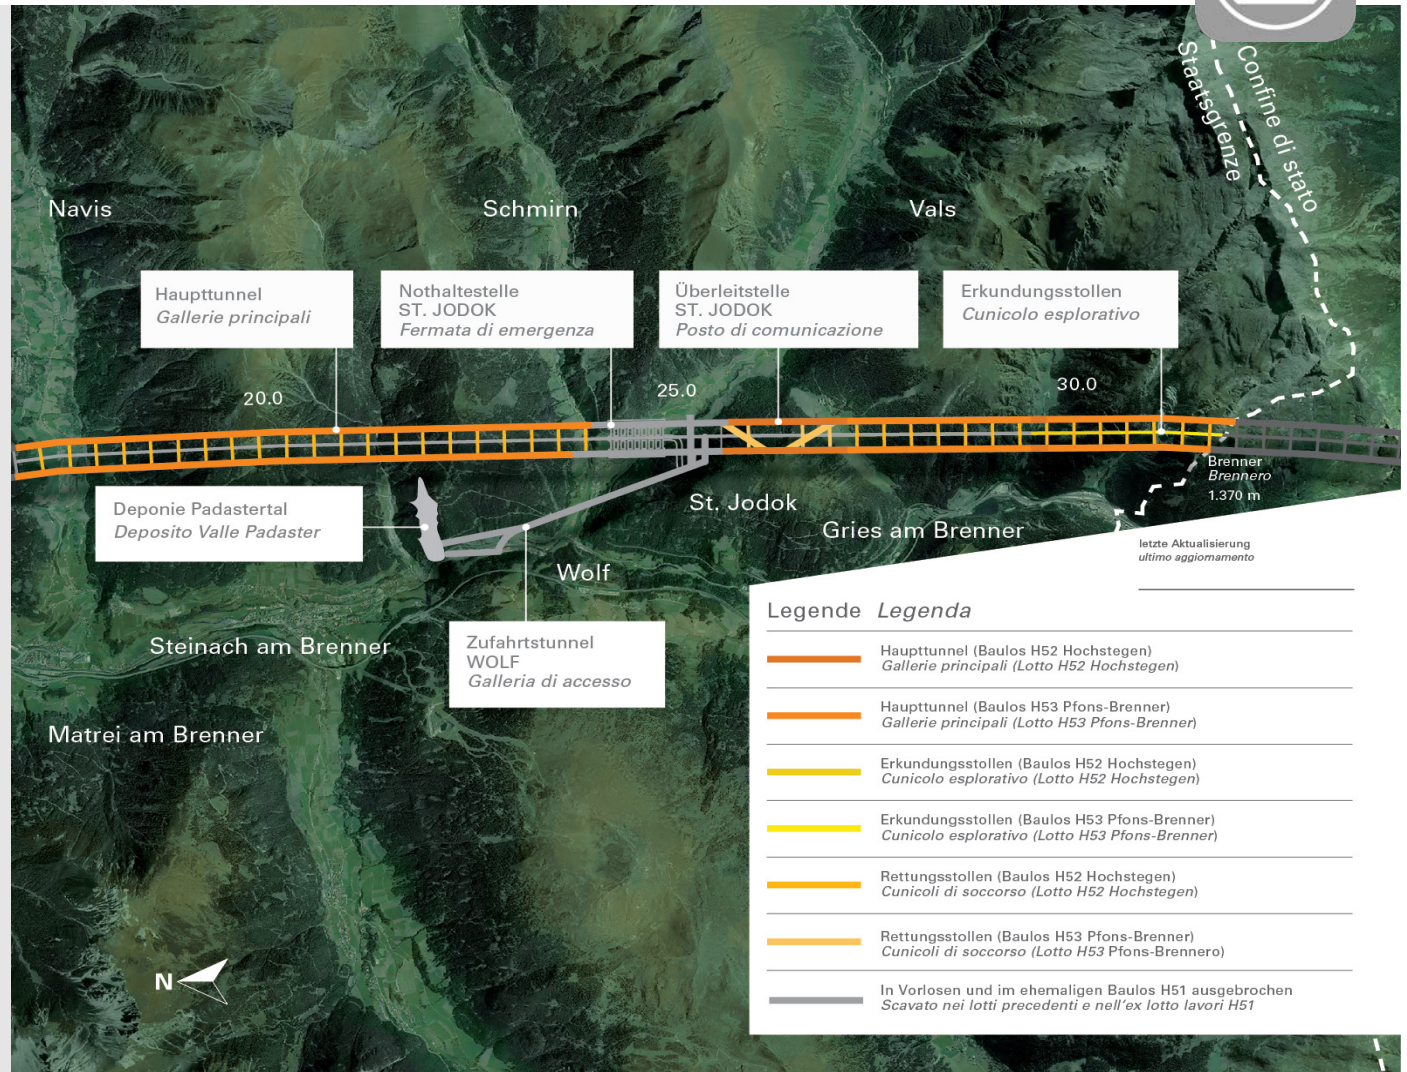 Staatsgrenze
Confine di stato
Navis
Schmirn
Vals
Haupttunnel
Gallerie principali
Nothaltestelle
ST. JODOK
Fermata di emergenza
Überleitstelle
ST. JODOK
Posto di comunicazione
Erkundungsstollen
Cunicolo esplorativo
20.0
25.0
30.0
Brenner
Brennero
1.370 m
Deponie Padastertal
Deposito Valle Padaster
St. Jodok
Gries am Brenner
Wolf
Steinach am Brenner
Zufahrtstunnel
WOLF
Galleria di accesso
Matrei am Brenner
N
letzte Aktualisierung
ultimo aggiornamento
Legende Legenda
Haupttunnel (Baulos H52 Hochstegen)
Gallerie principali (Lotto H52 Hochstegen)
Haupttunnel (Baulos H53 Pfons-Brenner)
Gallerie principali (Lotto H53 Pfons-Brenner)
Erkundungsstollen (Baulos H52 Hochstegen)
Cunicolo esplorativo (Lotto H52 Hochstegen)
Erkundungsstollen (Baulos H53 Pfons-Brenner)
Cunicolo esplorativo (Lotto H53 Pfons-Brenner)
Rettungsstollen (Baulos H52 Hochstegen)
Cunicoli di soccorso (Lotto H52 Hochstegen)
Rettungsstollen (Baulos H53 Pfons-Brenner)
Cunicoli di soccorso (Lotto H53 Pfons-Brennero)
In Vorlosen und im ehemaligen Baulos H51 ausgebrochen
Scavato nei lotti precedenti e nell'ex lotto lavori H51